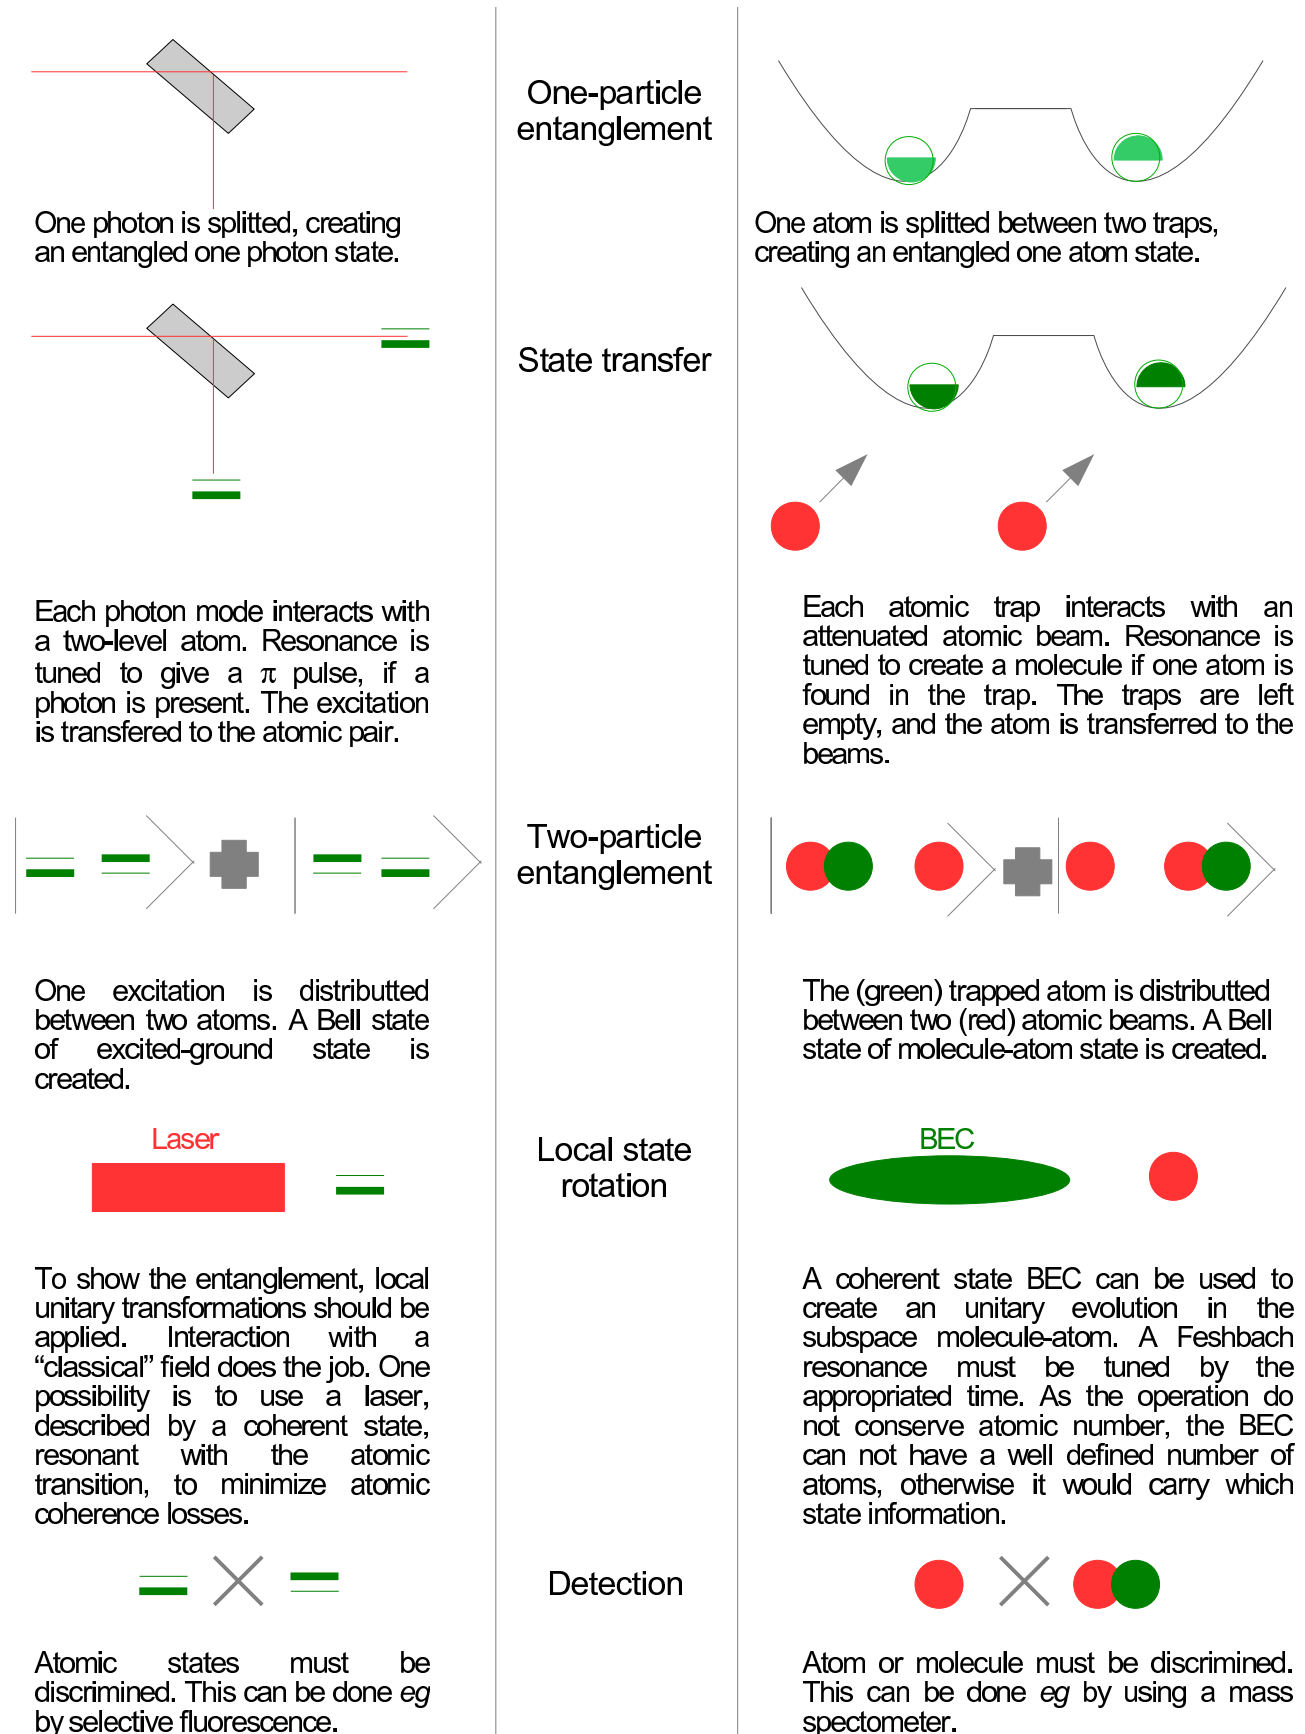 One-particle
entanglement
One photon is splitted, creating
an entangled one photon state.
One atom is splitted between two traps,
creating an entangled one atom state.
State transfer
Each photon mode interacts with
a two-level atom. Resonance is
tuned to give a π pulse, if a
photon is present. The excitation
is transfered to the atomic pair.
Each atomic trap interacts with an
attenuated atomic beam. Resonance is
tuned to create a molecule if one atom is
found in the trap. The traps are left
empty, and the atom is transferred to the
beams.
Two-particle
entanglement
One excitation is distributted
between two atoms. A Bell state
of excited-ground state is
created.
The (green) trapped atom is distributted
between two (red) atomic beams. A Bell
state of molecule-atom state is created.
Laser
Local state
rotation
BEC
To show the entanglement, local
unitary transformations should be
applied. Interaction with a
“classical” field does the job. One
possibility is to use a laser,
described by a coherent state,
resonant with the atomic
transition, to minimize atomic
coherence losses.
A coherent state BEC can be used to
create an unitary evolution in the
subspace molecule-atom. A Feshbach
resonance must be tuned by the
appropriated time. As the operation do
not conserve atomic number, the BEC
can not have a well defined number of
atoms, otherwise it would carry which
state information.
Detection
Atomic states must be
discrimined. This can be done eg
by selective fluorescence.
Atom or molecule must be discrimined.
This can be done eg by using a mass
spectometer.